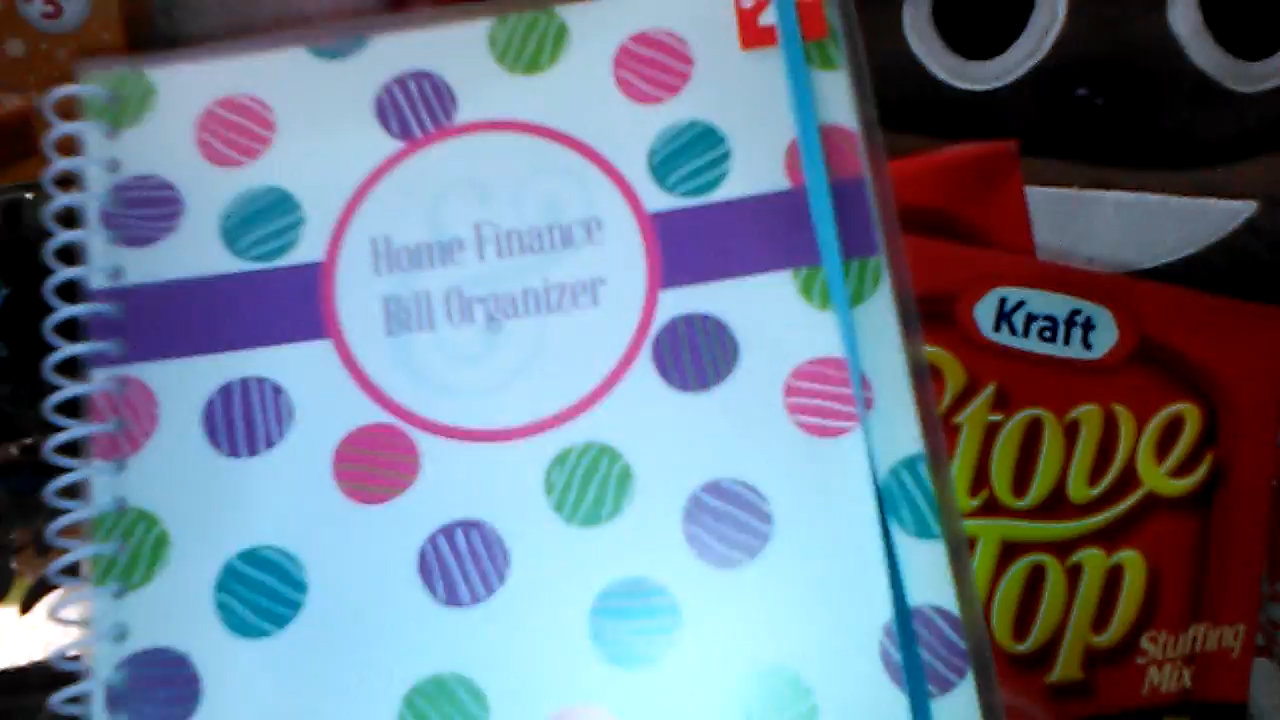 Home Finance
Bill Organizer
Kraft
Stove
Top
Stuffing
Mix